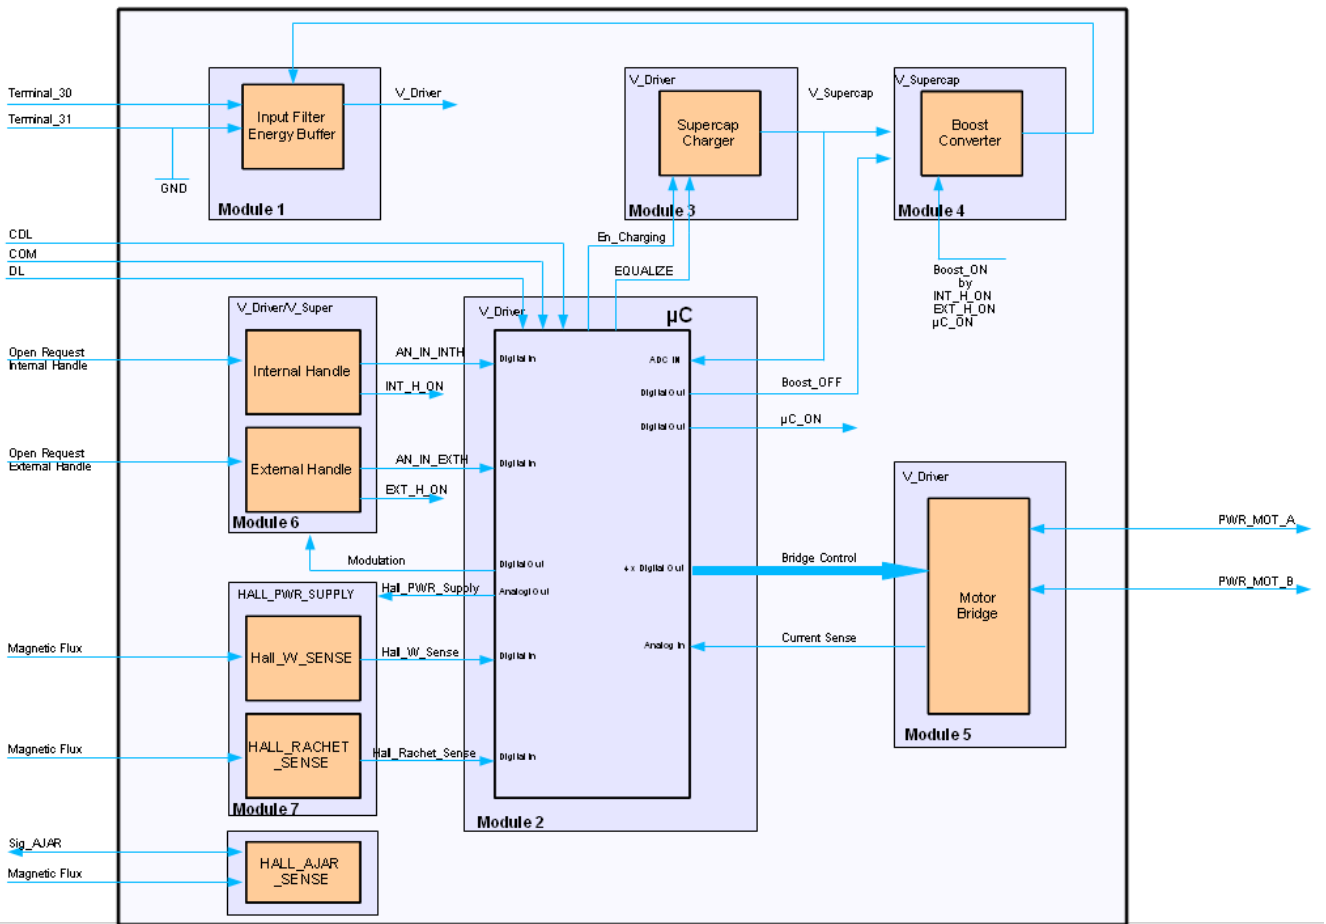 Terminal_30
Terminal_31
GND
Input Filter
Energy Buffer
Module 1
V_Driver
V_Driver
Supercap
Charger
Module 3
V_Supercap
V_Supercap
Boost
Converter
Module 4
CDL
COM
DL
En_Charging
EQUALIZE
Boost_ON
by
INT_H_ON
EXT_H_ON
µC_ON
V_Driver/V_Super
Open Request
Internal Handle
Internal Handle
AN_IN_INTH
INT_H_ON
Open Request
External Handle
External Handle
AN_IN_EXTH
EXT_H_ON
Module 6
Modulation
V_Driver
µC
Digital In
ADC IN
Digital Out
Digital Out
Digital In
Digital Out
4 x Digital Out
Analogl Out
Digital In
Analog In
Digital In
Module 2
Boost_OFF
µC_ON
Bridge Control
Current Sense
V_Driver
Motor
Bridge
Module 5
PWR_MOT_A
PWR_MOT_B
HALL_PWR_SUPPLY
Hall_PWR_Supply
Magnetic Flux
Hall_W_SENSE
Hall_W_Sense
Magnetic Flux
HALL_RACHET
_SENSE
Hall_Rachet_Sense
Module 7
Sig_AJAR
Magnetic Flux
HALL_AJAR
_SENSE